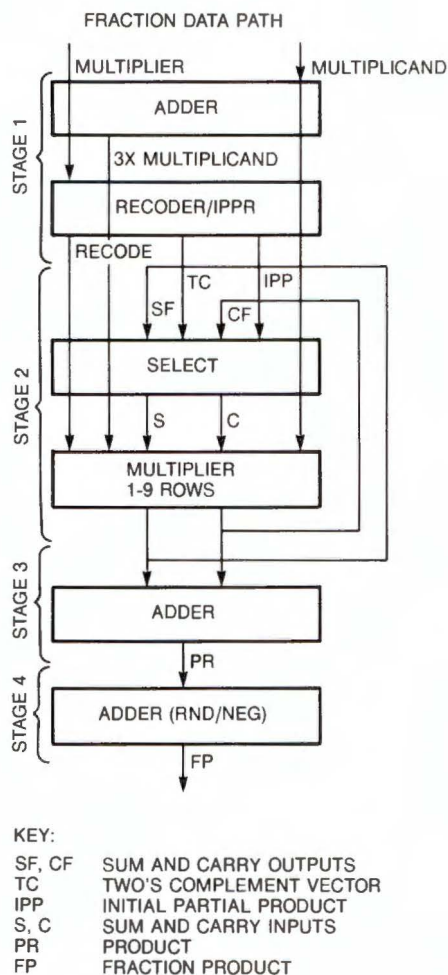 FRACTION DATA PATH
MULTIPLIER
MULTIPLICAND
ADDER
STAGE 1
3X MULTIPLICAND
RECODER/IPPR
RECODE
TC
IPP
SF
CF
SELECT
STAGE 2
S
C
MULTIPLIER
1-9 ROWS
STAGE 3
ADDER
PR
STAGE 4
ADDER (RND/NEG)
FP
KEY:
SF, CF SUM AND CARRY OUTPUTS
TC TWO'S COMPLEMENT VECTOR
IPP INITIAL PARTIAL PRODUCT
S, C SUM AND CARRY INPUTS
PR PRODUCT
FP FRACTION PRODUCT